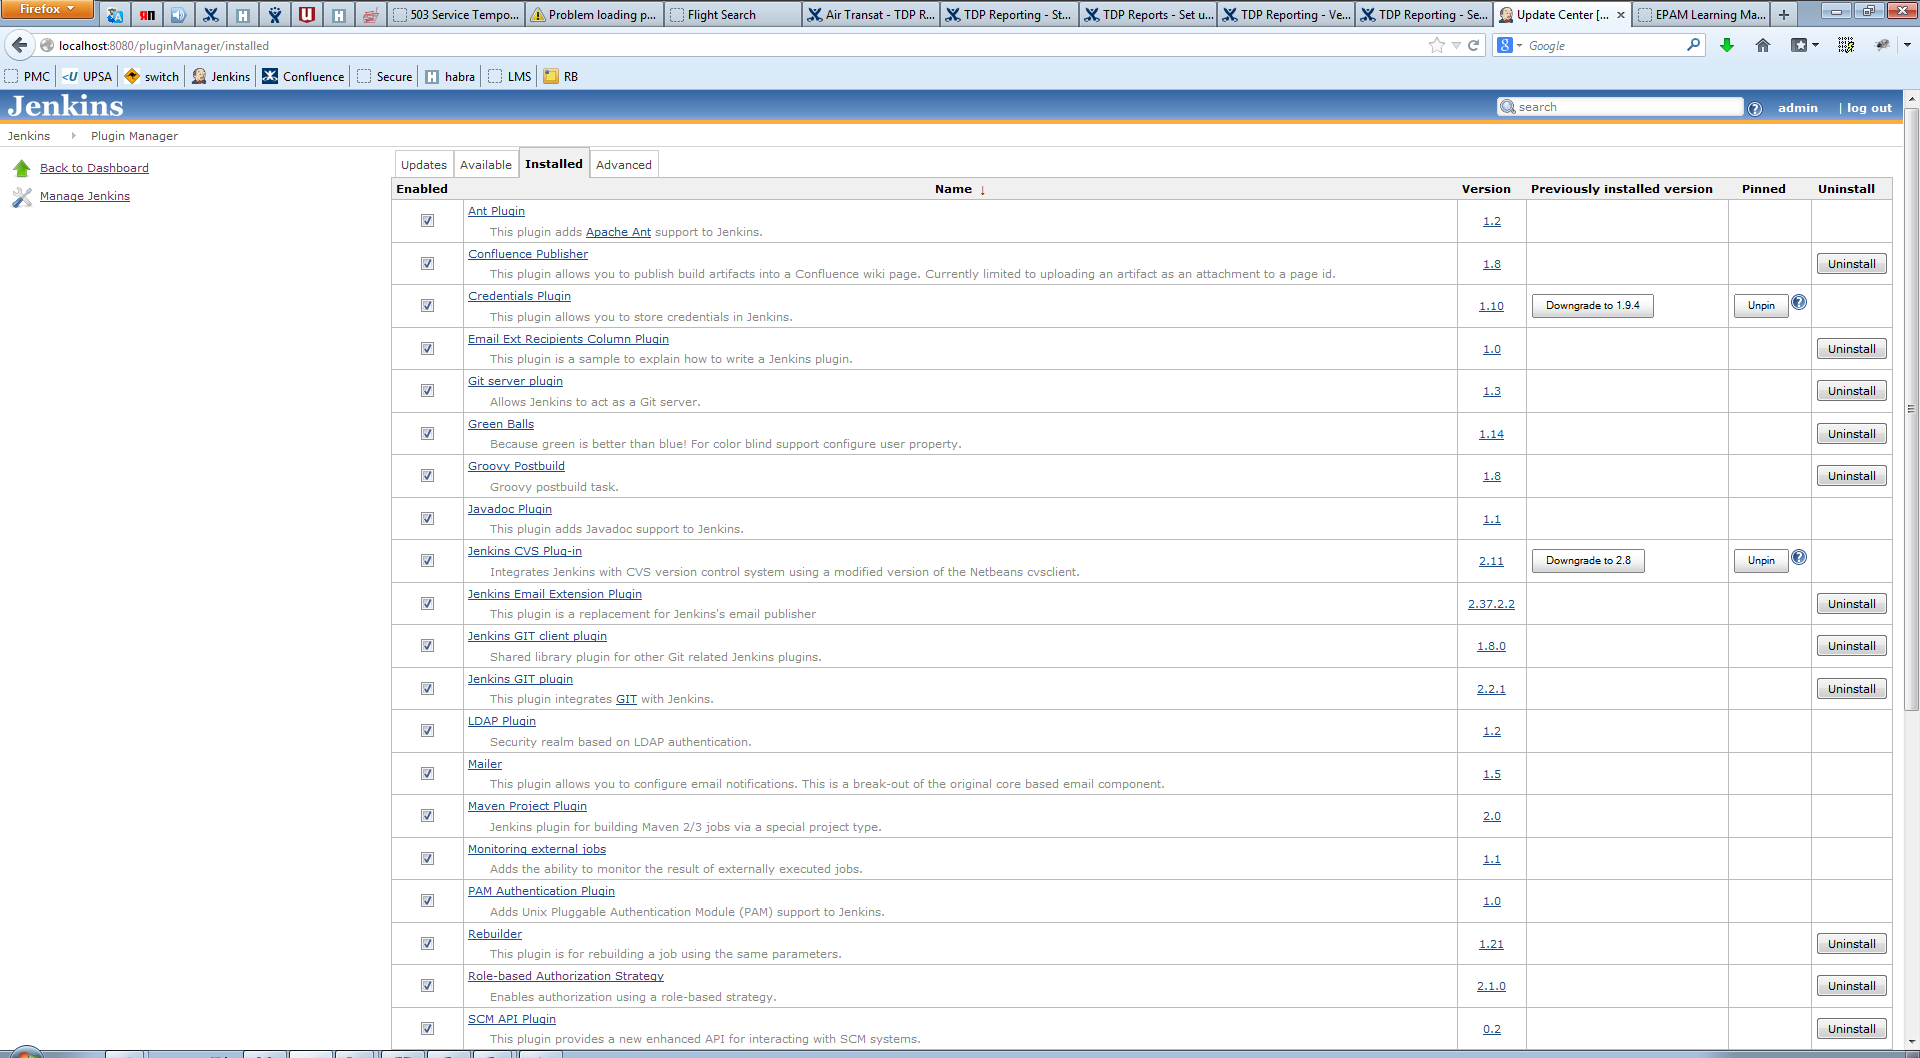 Firefox
ЯП
503 Service Tempo...
Problem loading p...
Flight Search
Air Transat - TDP R...
TDP Reporting - St...
TDP Reports - Set u...
TDP Reporting - Ve...
TDP Reporting - Se...
Update Center [...
EPAM Learning Ma...
localhost:8080/pluginManager/installed
Google
PMC
UPSA
switch
Jenkins
Confluence
Secure
habra
LMS
RB
Jenkins
search
admin
| log out
Jenkins
Plugin Manager
Back to Dashboard
Manage Jenkins
Updates
Available
Installed
Advanced
Enabled Name ↓ Version Previously installed version Pinned Uninstall
Ant Plugin
This plugin adds Apache Ant support to Jenkins.
1.2
Confluence Publisher
This plugin allows you to publish build artifacts into a Confluence wiki page. Currently limited to uploading an artifact as an attachment to a page id.
1.8 Uninstall
Credentials Plugin
This plugin allows you to store credentials in Jenkins.
1.10 Downgrade to 1.9.4 Unpin
Email Ext Recipients Column Plugin
This plugin is a sample to explain how to write a Jenkins plugin.
1.0 Uninstall
Git server plugin
Allows Jenkins to act as a Git server.
1.3 Uninstall
Green Balls
Because green is better than blue! For color blind support configure user property.
1.14 Uninstall
Groovy Postbuild
Groovy postbuild task.
1.8 Uninstall
Javadoc Plugin
This plugin adds Javadoc support to Jenkins.
1.1
Jenkins CVS Plug-in
Integrates Jenkins with CVS version control system using a modified version of the Netbeans cvsclient.
2.11 Downgrade to 2.8 Unpin
Jenkins Email Extension Plugin
This plugin is a replacement for Jenkins's email publisher
2.37.2.2 Uninstall
Jenkins GIT client plugin
Shared library plugin for other Git related Jenkins plugins.
1.8.0 Uninstall
Jenkins GIT plugin
This plugin integrates GIT with Jenkins.
2.2.1 Uninstall
LDAP Plugin
Security realm based on LDAP authentication.
1.2
Mailer
This plugin allows you to configure email notifications. This is a break-out of the original core based email component.
1.5
Maven Project Plugin
Jenkins plugin for building Maven 2/3 jobs via a special project type.
2.0
Monitoring external jobs
Adds the ability to monitor the result of externally executed jobs.
1.1
PAM Authentication Plugin
Adds Unix Pluggable Authentication Module (PAM) support to Jenkins.
1.0
Rebuilder
This plugin is for rebuilding a job using the same parameters.
1.21 Uninstall
Role-based Authorization Strategy
Enables authorization using a role-based strategy.
2.1.0 Uninstall
SCM API Plugin
This plugin provides a new enhanced API for interacting with SCM systems.
0.2 Uninstall